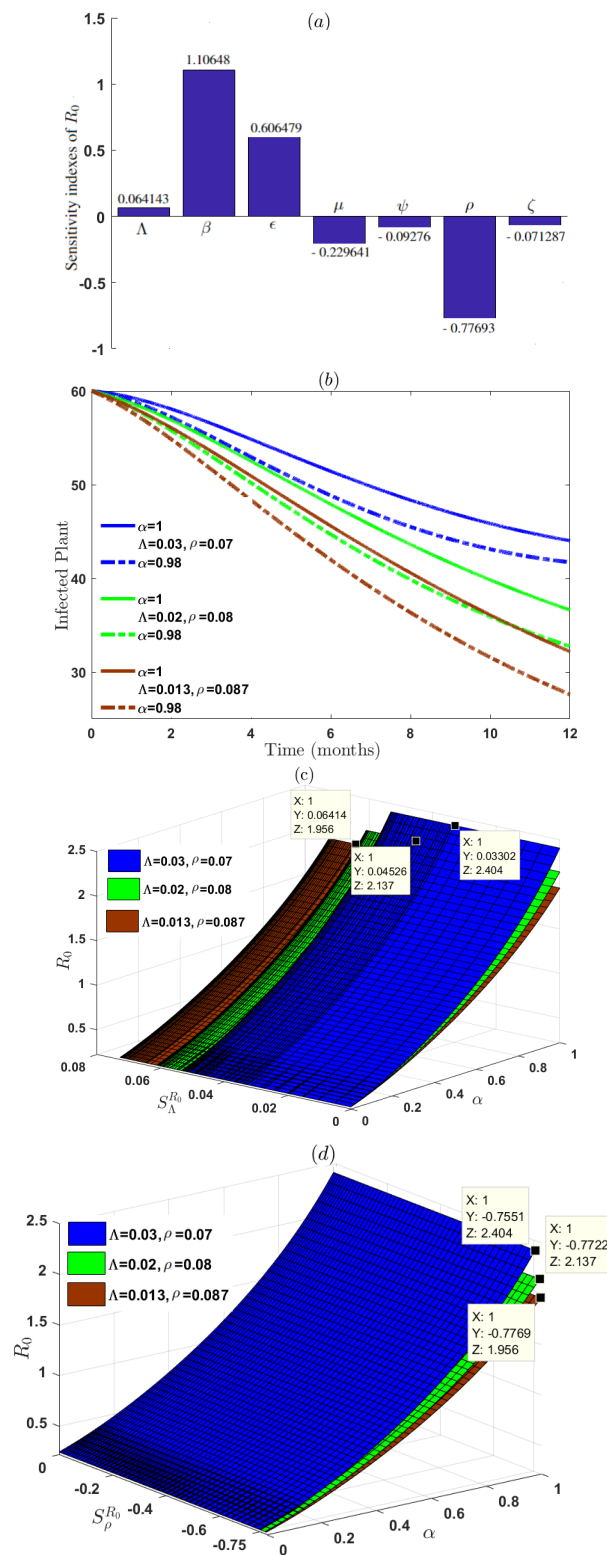 (a)
1.5
1
0.5
0
-0.5
-1
Sensitivity indexes of R₀
0.064143
1.10648
0.606479
Λ
β
ϵ
μ
ψ
ρ
ζ
- 0.229641
- 0.09276
- 0.77693
- 0.071287
(b)
60
50
40
30
Infected Plant
α=1
Λ=0.03, ρ=0.07
α=0.98
α=1
Λ=0.02, ρ=0.08
α=0.98
α=1
Λ=0.013, ρ=0.087
α=0.98
0 2 4 6 8 10 12
Time (months)
(c)
X: 1
Y: 0.06414
Z: 1.956
X: 1
Y: 0.04526
Z: 2.137
X: 1
Y: 0.03302
Z: 2.404
Λ=0.03, ρ=0.07
Λ=0.02, ρ=0.08
Λ=0.013, ρ=0.087
2.5
2
1.5
1
0.5
R₀
0.08 0.06 0.04 0.02 0
S_Λ^{R₀}
0 0.2 0.4 0.6 0.8 1
α
(d)
X: 1
Y: -0.7551
Z: 2.404
X: 1
Y: -0.7722
Z: 2.137
X: 1
Y: -0.7769
Z: 1.956
Λ=0.03, ρ=0.07
Λ=0.02, ρ=0.08
Λ=0.013, ρ=0.087
2.5
2
1.5
1
0.5
R₀
0 -0.2 -0.4 -0.6 -0.75
S_ρ^{R₀}
0 0.2 0.4 0.6 0.8 1
α